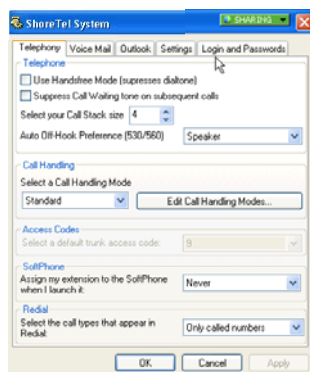 ShoreTel System
SHARING
Telephony Voice Mail Outlook Settings Login and Passwords
Telephone
Use Handsfree Mode (supresses dialtone)
Suppress Call Waiting tone on subsequent calls
Select your Call Stack size 4
Auto Off-Hook Preference (530/560) Speaker
Call Handling
Select a Call Handling Mode
Standard Edit Call Handling Modes...
Access Codes
Select a default trunk access code: 9
SoftPhone
Assign my extension to the SoftPhone
when I launch it: Never
Redial
Select the call types that appear in
Redial: Only called numbers
OK Cancel Apply